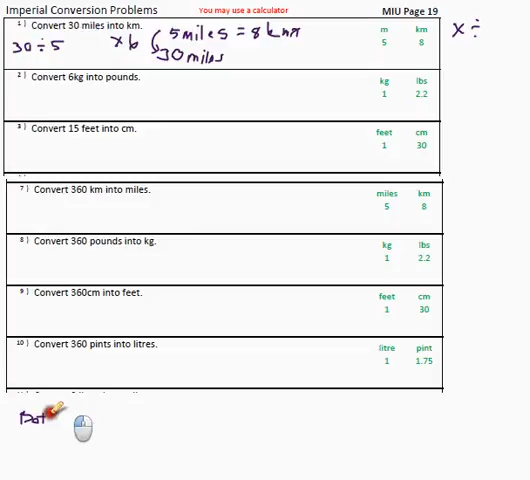 Imperial Conversion Problems You may use a calculator MIU Page 19
1) Convert 30 miles into km. m km
5 8
30 ÷ 5 x 6 5 miles = 8 km
30 miles
x ÷
2) Convert 6kg into pounds. kg lbs
1 2.2
3) Convert 15 feet into cm. feet cm
1 30
7) Convert 360 km into miles. miles km
5 8
8) Convert 360 pounds into kg. kg lbs
1 2.2
9) Convert 360cm into feet. feet cm
1 30
10) Convert 360 pints into litres. litre pint
1 1.75